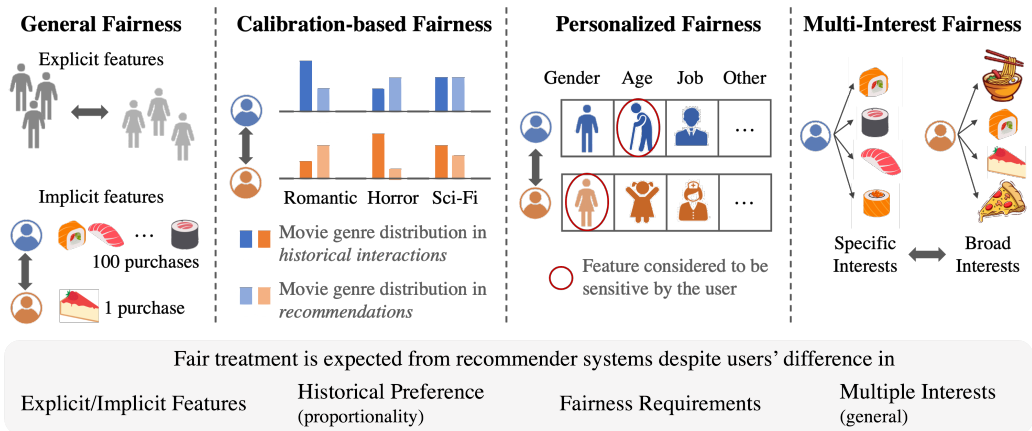 General Fairness
Explicit features
Implicit features
...
100 purchases
1 purchase
Calibration-based Fairness
Romantic Horror Sci-Fi
Movie genre distribution in
historical interactions
Movie genre distribution in
recommendations
Personalized Fairness
Gender Age Job Other
...
...
Feature considered to be
sensitive by the user
Multi-Interest Fairness
Specific
Interests
Broad
Interests
Fair treatment is expected from recommender systems despite users' difference in
Explicit/Implicit Features
Historical Preference
(proportionality)
Fairness Requirements
Multiple Interests
(general)